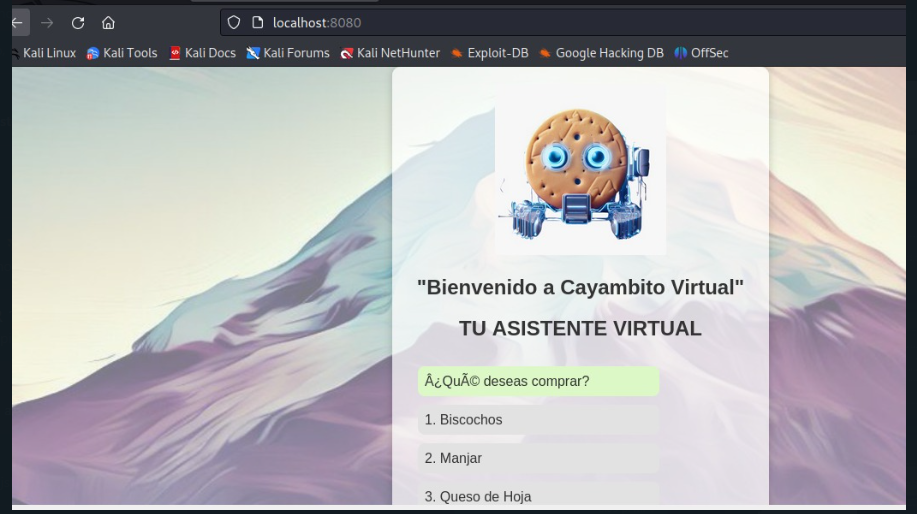 localhost:8080
Kali Linux Kali Tools Kali Docs Kali Forums Kali NetHunter Exploit-DB Google Hacking DB OffSec
"Bienvenido a Cayambito Virtual"
TU ASISTENTE VIRTUAL
Â¿QuÃ© deseas comprar?
1. Biscochos
2. Manjar
3. Queso de Hoja